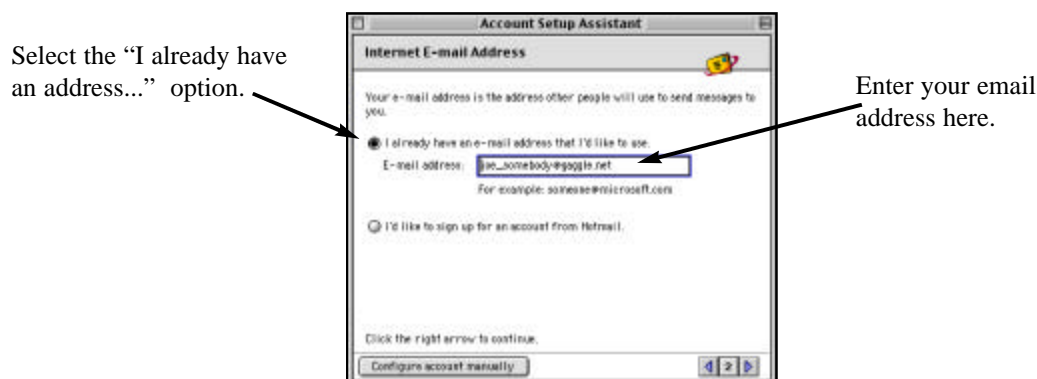 Account Setup Assistant
Select the “I already have
an address...” option.
Internet E-mail Address
Enter your email
address here.
Your e-mail address is the address other people will use to send messages to
you.
I already have an e-mail address that I'd like to use.
E-mail address: joe_somebody@gaggle.net
For example: someone@microsoft.com
I'd like to sign up for an account from Hotmail.
Click the right arrow to continue.
Configure account manually
2